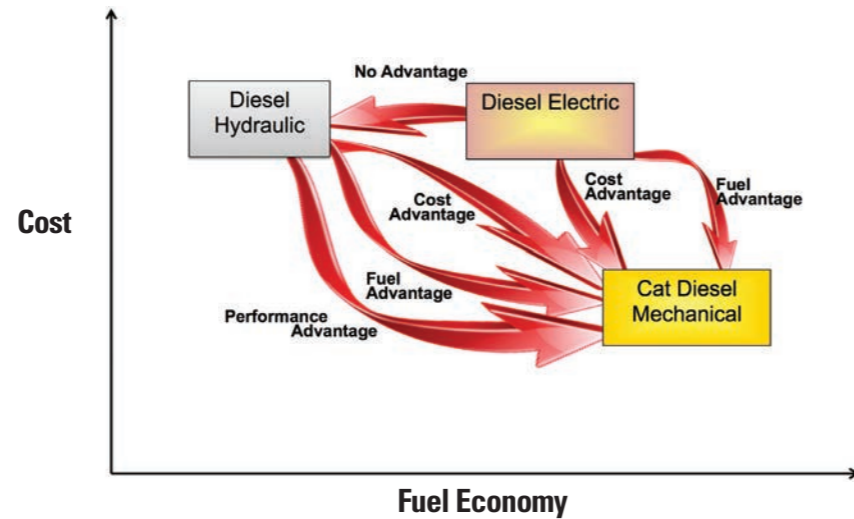 No Advantage
Diesel
Hydraulic
Diesel Electric
Cost
Advantage
Cost
Advantage
Fuel
Advantage
Cost
Fuel
Advantage
Cat Diesel
Mechanical
Performance
Advantage
Fuel Economy